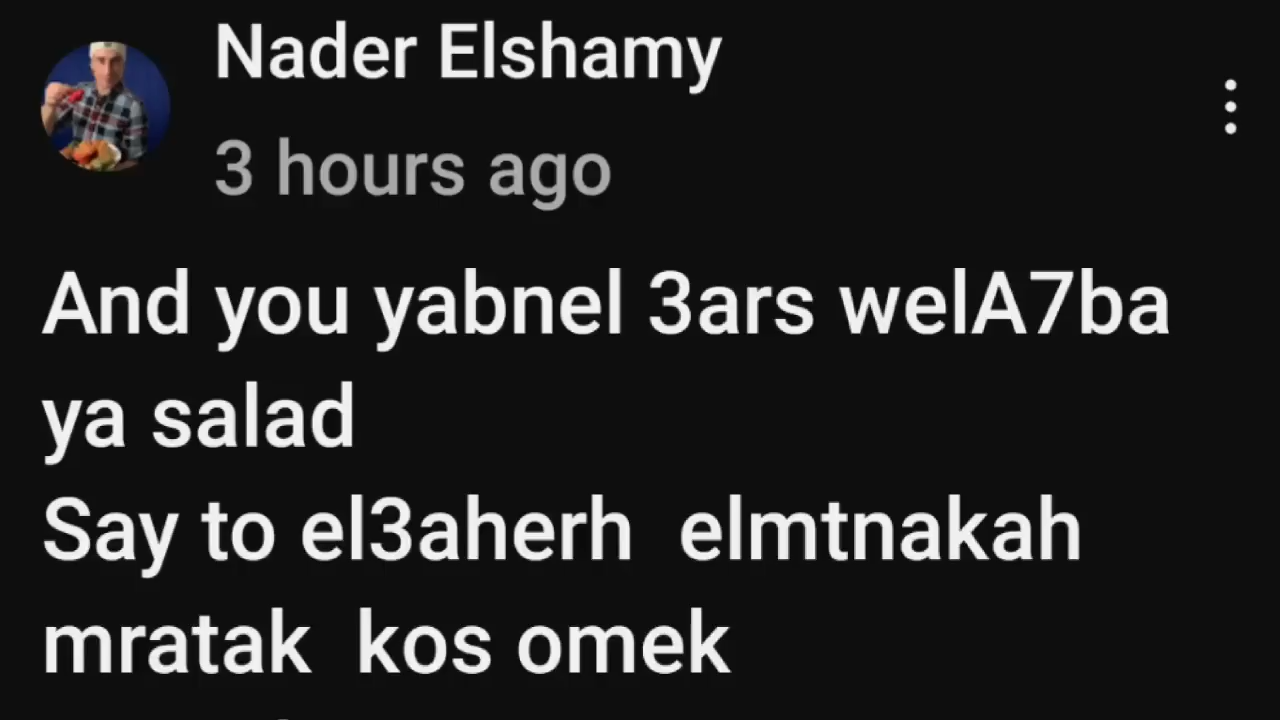 Nader Elshamy
3 hours ago
And you yabnel 3ars welA7ba
ya salad
Say to el3aherh elmtnakah
mratak kos omek